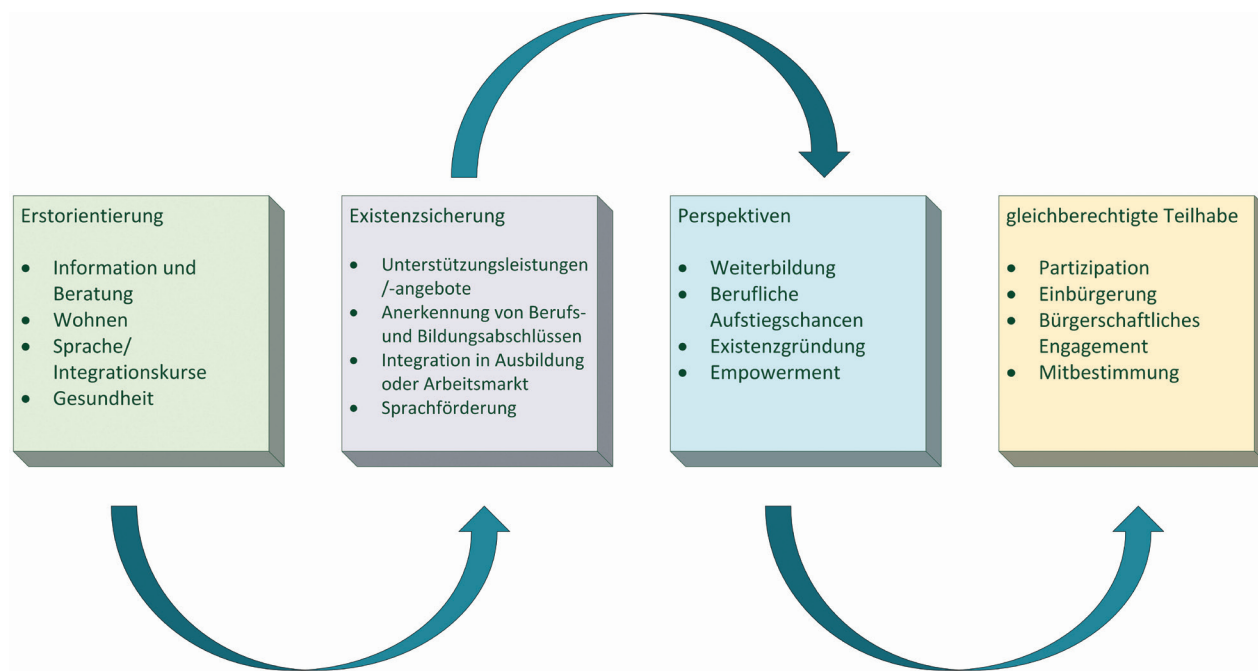 Erstorientierung
● Information und
Beratung
● Wohnen
● Sprache/
Integrationskurse
● Gesundheit
Existenzsicherung
● Unterstützungsleistungen
/-angebote
● Anerkennung von Berufs-
und Bildungsabschlüssen
● Integration in Ausbildung
oder Arbeitsmarkt
● Sprachförderung
Perspektiven
● Weiterbildung
● Berufliche
Aufstiegschancen
● Existenzgründung
● Empowerment
gleichberechtigte Teilhabe
● Partizipation
● Einbürgerung
● Bürgerschaftliches
Engagement
● Mitbestimmung